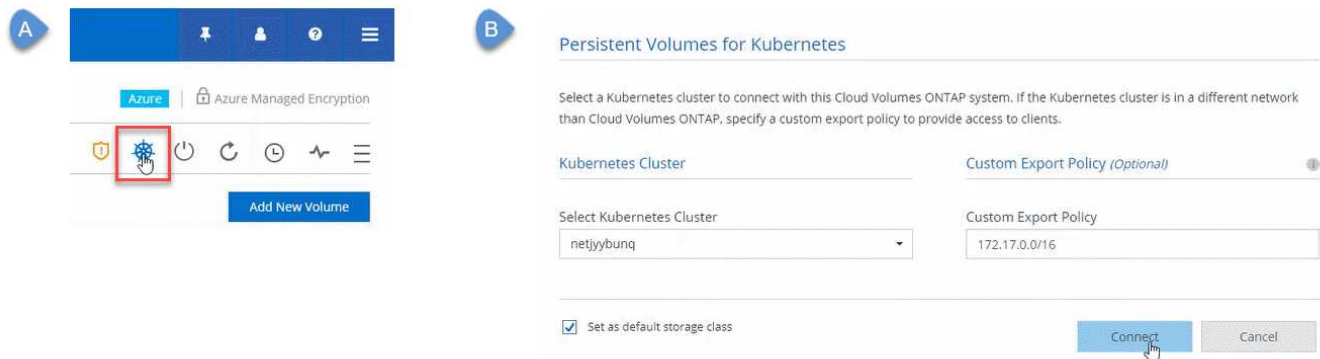 A
Azure
Azure Managed Encryption
Add New Volume
B
Persistent Volumes for Kubernetes
Select a Kubernetes cluster to connect with this Cloud Volumes ONTAP system. If the Kubernetes cluster is in a different network
than Cloud Volumes ONTAP, specify a custom export policy to provide access to clients.
Kubernetes Cluster
Custom Export Policy (Optional)
Select Kubernetes Cluster
Custom Export Policy
netjyybunq
172.17.0.0/16
Set as default storage class
Connect
Cancel